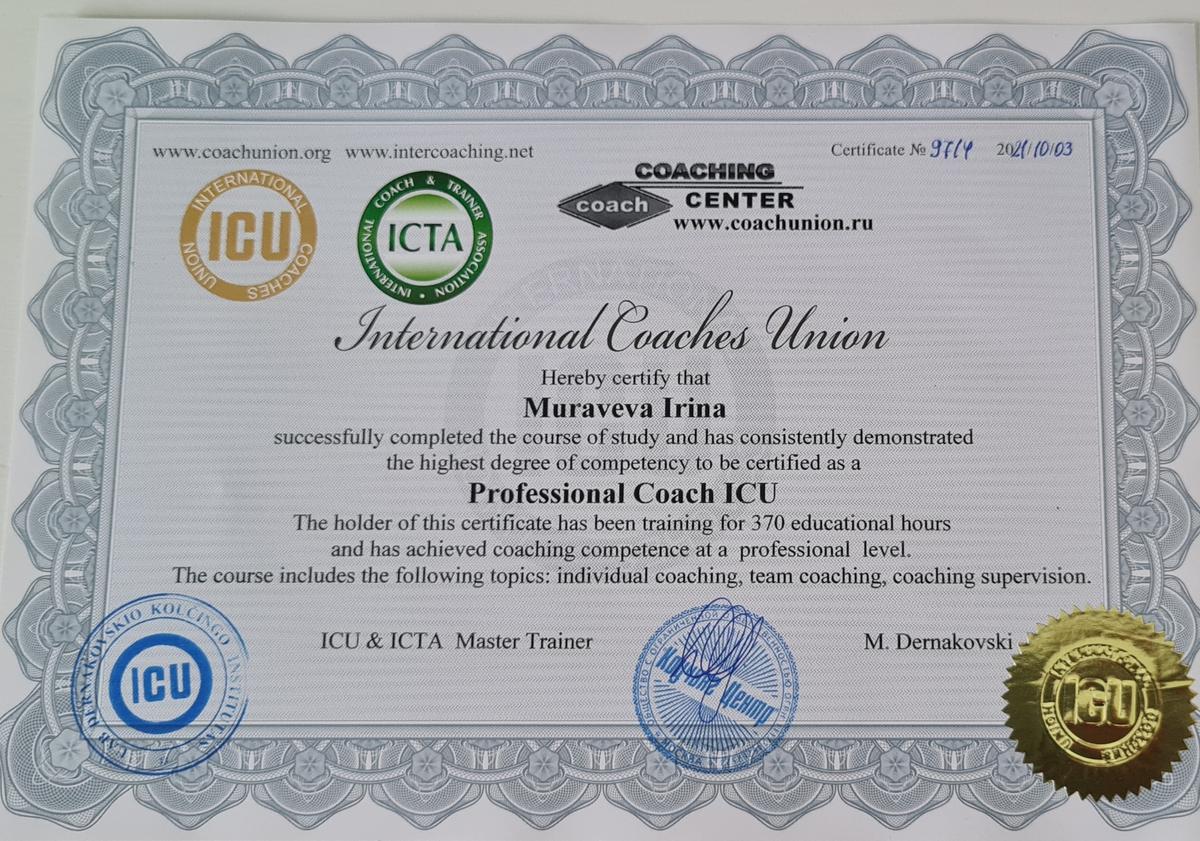 www.coachunion.org www.intercoaching.net
Certificate № 2021/10/03
INTERNATIONAL COACHES UNION
ICU
INTERNATIONAL COACH & TRAINER ASSOCIATION
ICTA
COACHING
coach CENTER
www.coachunion.ru
International Coaches Union
Hereby certify that
Muraveva Irina
successfully completed the course of study and has consistently demonstrated
the highest degree of competency to be certified as a
Professional Coach ICU
The holder of this certificate has been training for 370 educational hours
and has achieved coaching competence at a professional level.
The course includes the following topics: individual coaching, team coaching, coaching supervision.
ICU & ICTA Master Trainer
M. Dernakovski
UAB DERNAKOVSKIO KOUČINGO INSTITUTAS
ICU
Коучинг Центр
МОСКВА
ICU
UNION